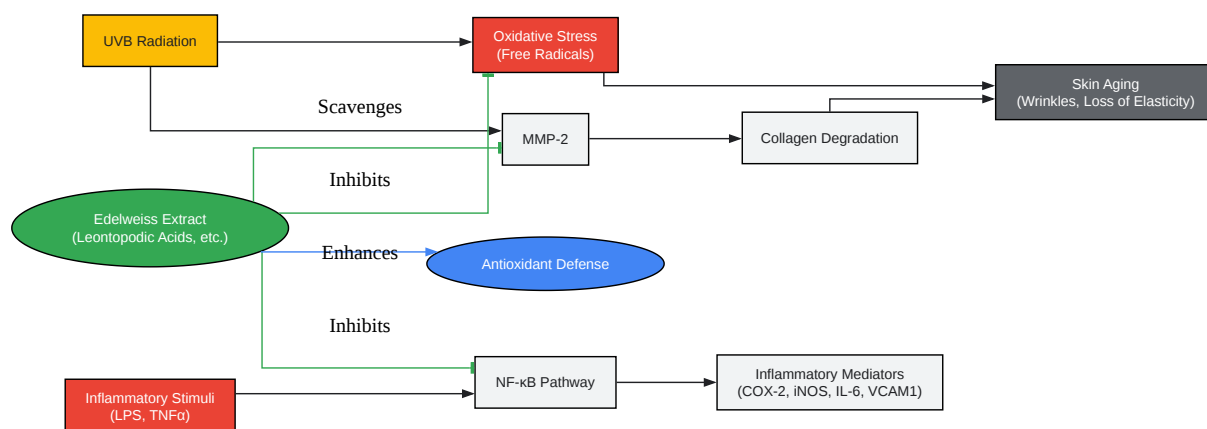 UVB Radiation
Oxidative Stress
(Free Radicals)
Skin Aging
(Wrinkles, Loss of Elasticity)
Scavenges
MMP-2
Collagen Degradation
Inhibits
Edelweiss Extract
(Leontopodic Acids, etc.)
Enhances
Antioxidant Defense
Inhibits
NF-κB Pathway
Inflammatory Mediators
(COX-2, iNOS, IL-6, VCAM1)
Inflammatory Stimuli
(LPS, TNFα)